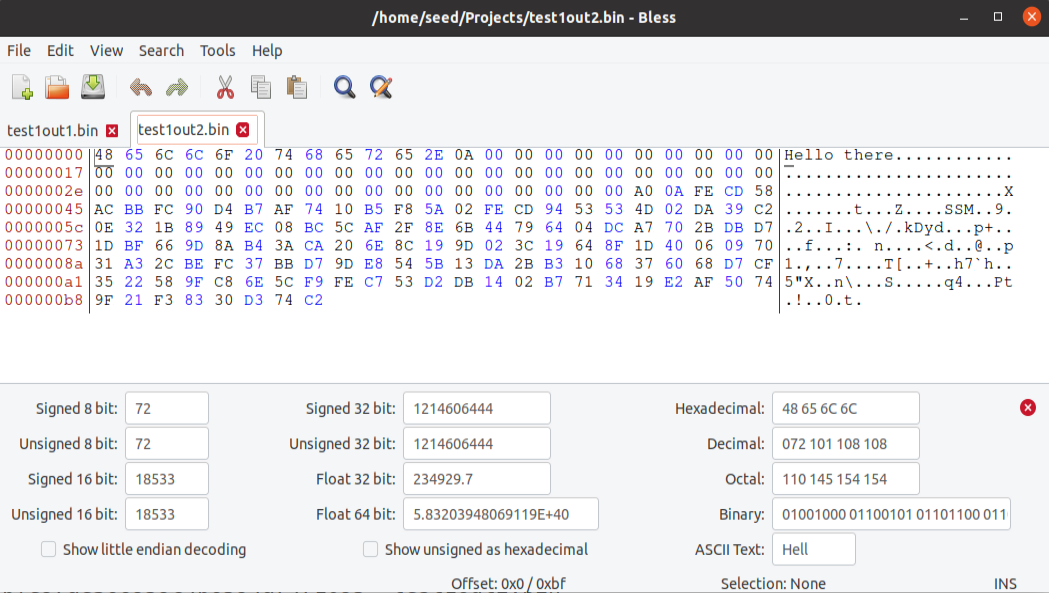 /home/seed/Projects/test1out2.bin - Bless
File Edit View Search Tools Help
test1out1.bin test1out2.bin
00000000 48 65 6C 6C 6F 20 74 68 65 72 65 2E 0A 00 00 00 00 00 00 00 00 00 00 Hello there............
00000017 00 00 00 00 00 00 00 00 00 00 00 00 00 00 00 00 00 00 00 00 00 00 00 .......................
0000002e 00 00 00 00 00 00 00 00 00 00 00 00 00 00 00 00 00 00 A0 0A FE CD 58 ......................X
00000045 AC BB FC 90 D4 B7 AF 74 10 B5 F8 5A 02 FE CD 94 53 53 4D 02 DA 39 C2 .......t...Z....SSM..9.
0000005c 0E 32 1B 89 49 EC 08 BC 5C AF 2F 8E 6B 44 79 64 04 DC A7 70 2B DB D7 .2..I...\./.kDyd...p+..
00000073 1D BF 66 9D 8A B4 3A CA 20 6E 8C 19 9D 02 3C 19 64 8F 1D 40 06 09 70 ..f...:. n....<.d..@..p
0000008a 31 A3 2C BE FC 37 BB D7 9D E8 54 5B 13 DA 2B B3 10 68 37 60 68 D7 CF 1.,..7....T[..+..h7`h..
000000a1 35 22 58 9F C8 6E 5C F9 FE C7 53 D2 DB 14 02 B7 71 34 19 E2 AF 50 74 5"X..n\...S.....q4...Pt
000000b8 9F 21 F3 83 30 D3 74 C2 .!..0.t.
Signed 8 bit: 72 Signed 32 bit: 1214606444 Hexadecimal: 48 65 6C 6C
Unsigned 8 bit: 72 Unsigned 32 bit: 1214606444 Decimal: 072 101 108 108
Signed 16 bit: 18533 Float 32 bit: 234929.7 Octal: 110 145 154 154
Unsigned 16 bit: 18533 Float 64 bit: 5.83203948069119E+40 Binary: 01001000 01100101 01101100 011
Show little endian decoding Show unsigned as hexadecimal ASCII Text: Hell
Offset: 0x0 / 0xbf Selection: None INS